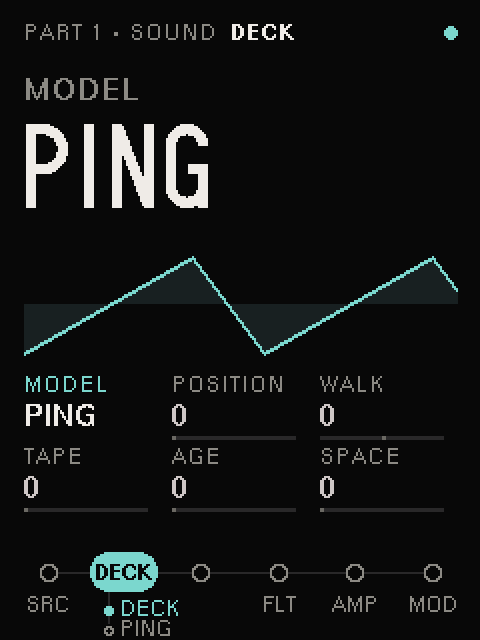 PART 1 · SOUND DECK
MODEL
PING
MODEL POSITION WALK
PING 0 0
TAPE AGE SPACE
0 0 0
DECK
SRC DECK FLT AMP MOD
PING